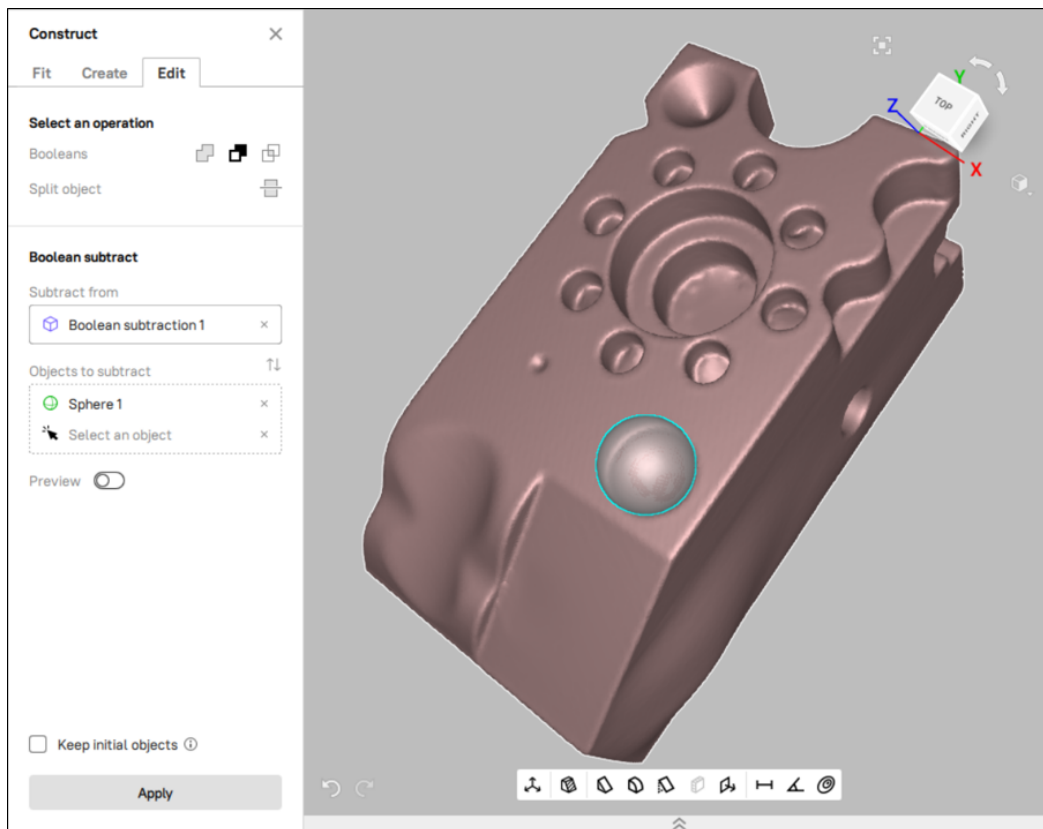 Construct
Fit Create Edit
Select an operation
Booleans
Split object
Boolean subtract
Subtract from
Boolean subtraction 1
Objects to subtract
Sphere 1
Select an object
Preview
Keep initial objects
Apply
Y
Z
TOP
RIGHT
X